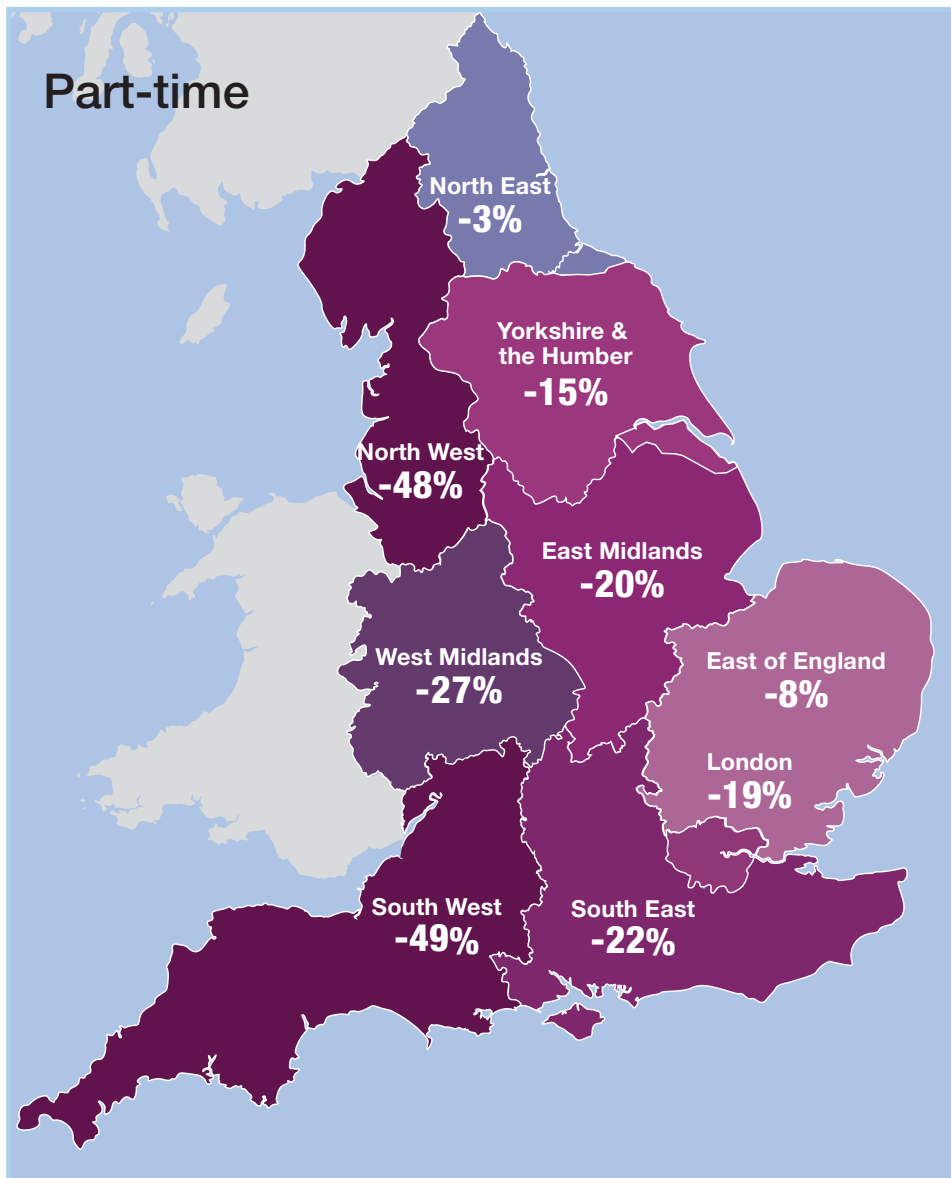 Part-time
North East
-3%
Yorkshire &
the Humber
-15%
North West
-48%
East Midlands
-20%
West Midlands
-27%
East of England
-8%
London
-19%
South West
-49%
South East
-22%